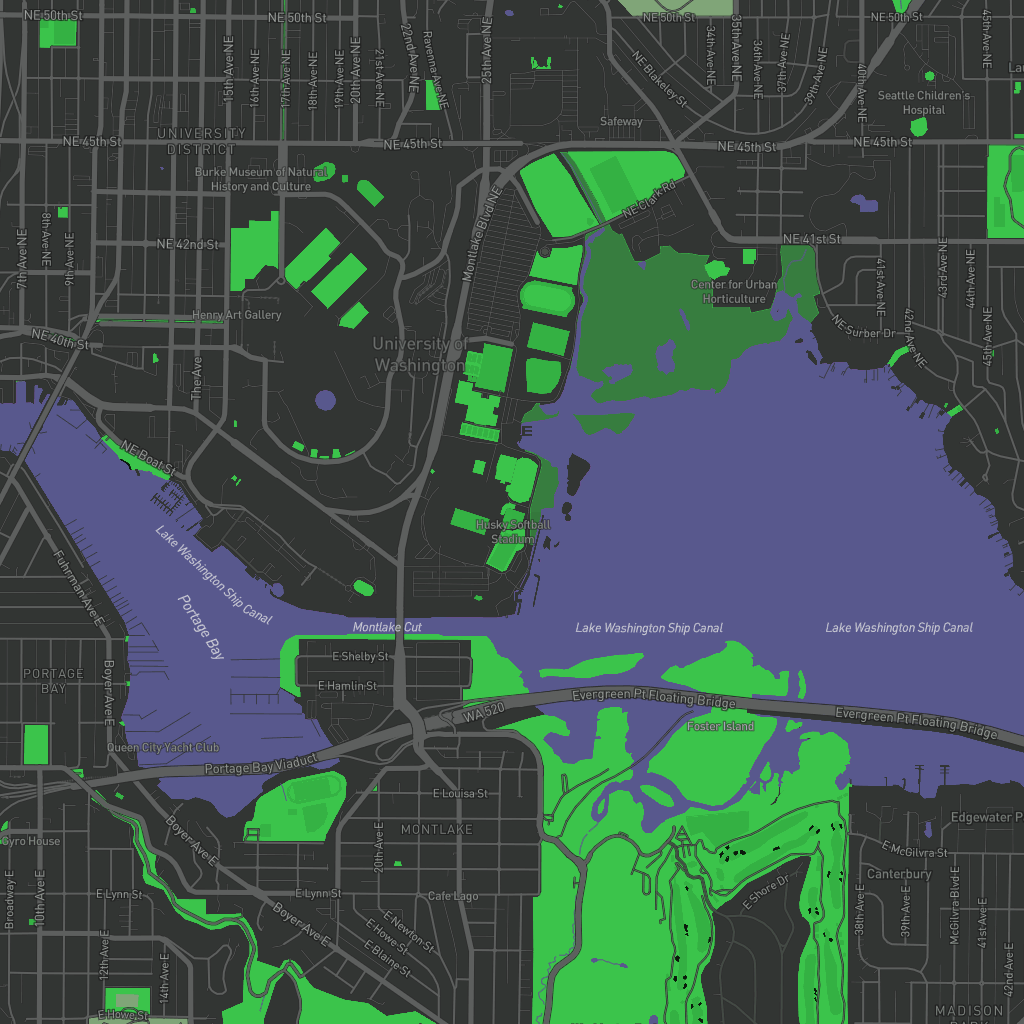 NE 50th St
NE 50th St
NE 50th St
NE 50th St
15th Ave NE
16th Ave NE
17th Ave NE
18th Ave NE
19th Ave NE
20th Ave NE
21st Ave NE
22nd Ave NE
Ravenna Ave NE
25th Ave NE
NE Blakeley St
34th Ave NE
35th Ave NE
36th Ave NE
37th Ave NE
39th Ave NE
40th Ave NE
45th Ave NE
Seattle Children's
Hospital
Safeway
UNIVERSITY
DISTRICT
NE 45th St
NE 45th St
NE 45th St
NE 45th St
Burke Museum of Natural
History and Culture
NE Clark Rd
Montlake Blvd NE
Montlake Blvd NE
7th Ave NE
8th Ave NE
9th Ave NE
NE 42nd St
NE 41st St
41st Ave NE
42nd Ave NE
43rd Ave NE
44th Ave NE
45th Ave NE
Center for Urban
Horticulture
NE Surber Dr
Henry Art Gallery
NE 40th St
The Ave
University of
Washington
NE Boat St
Husky Softball
Stadium
Lake Washington Ship Canal
Portage Bay
Fuhrman Ave E
Montlake Cut
Lake Washington Ship Canal
Lake Washington Ship Canal
E Shelby St
E Hamlin St
PORTAGE
BAY
Boyer Ave E
WA 520
Evergreen Pt Floating Bridge
Evergreen Pt Floating Bridge
Foster Island
Queen City Yacht Club
Portage Bay Viaduct
E Louisa St
MONTLAKE
20th Ave E
Boyer Ave E
Gyro House
Edgewater P
E McGilvra St
Canterbury
E Shore Dr
E Lynn St
E Lynn St
Cafe Lago
Broadway E
10th Ave E
Boyer Ave E
E Newton St
E Howe St
E Blaine St
12th Ave E
14th Ave E
38th Ave E
39th Ave E
McGilvra Blvd E
41st Ave E
42nd Ave E
E Howe St
MADISON